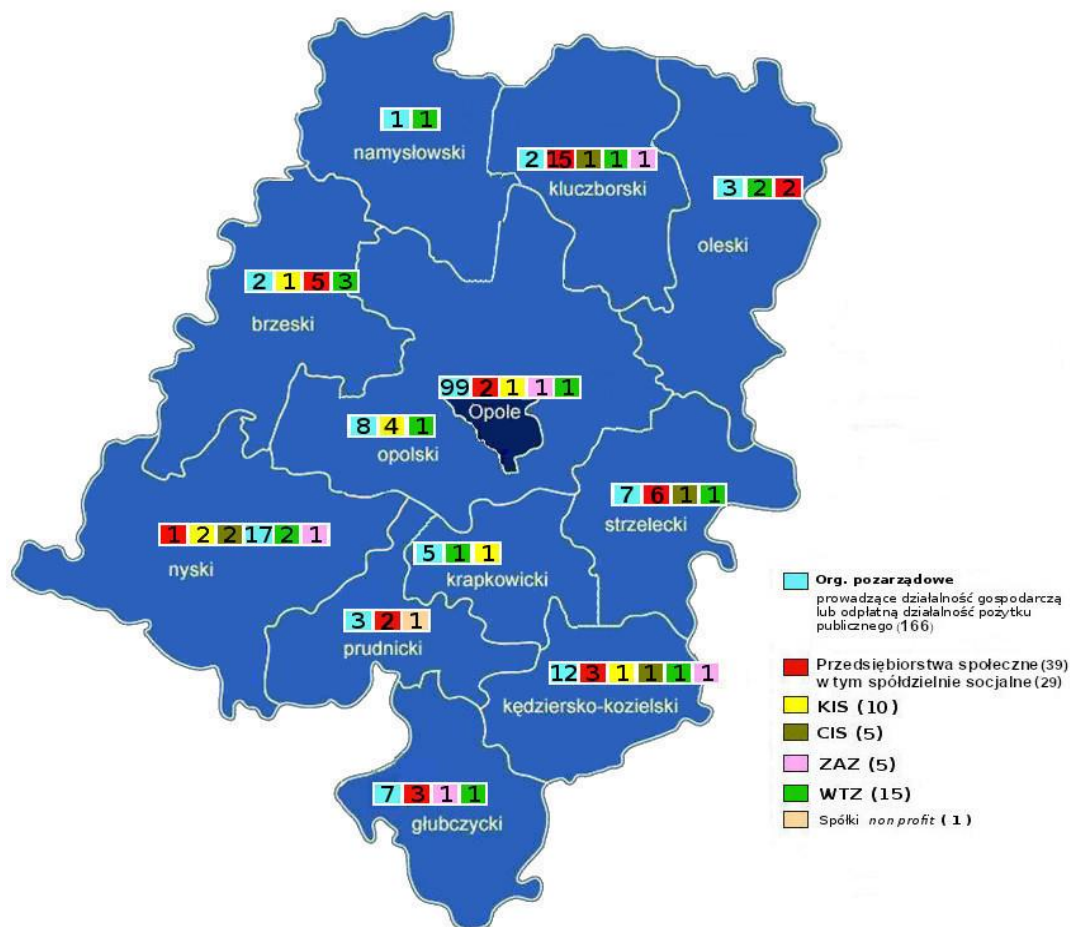 1 1
namysłowski
2 15 1 1 1
kluczborski
3 2 2
oleski
2 1 5 3
brzeski
99 2 1 1 1
Opole
8 4 1
opolski
7 6 1 1
strzelecki
1 2 2 17 2 1
nyski
5 1 1
krapkowicki
3 2 1
prudnicki
12 3 1 1 1 1
kędziersko-kozielski
7 3 1 1
głubczycki
Org. pozarządowe
prowadzące działalność gospodarczą
lub odpłatną działalność pożytku
publicznego (166)
Przedsiębiorstwa społeczne (39)
w tym spółdzielnie socjalne (29)
KIS (10)
CIS (5)
ZAZ (5)
WTZ (15)
Spółki non profit ( 1 )